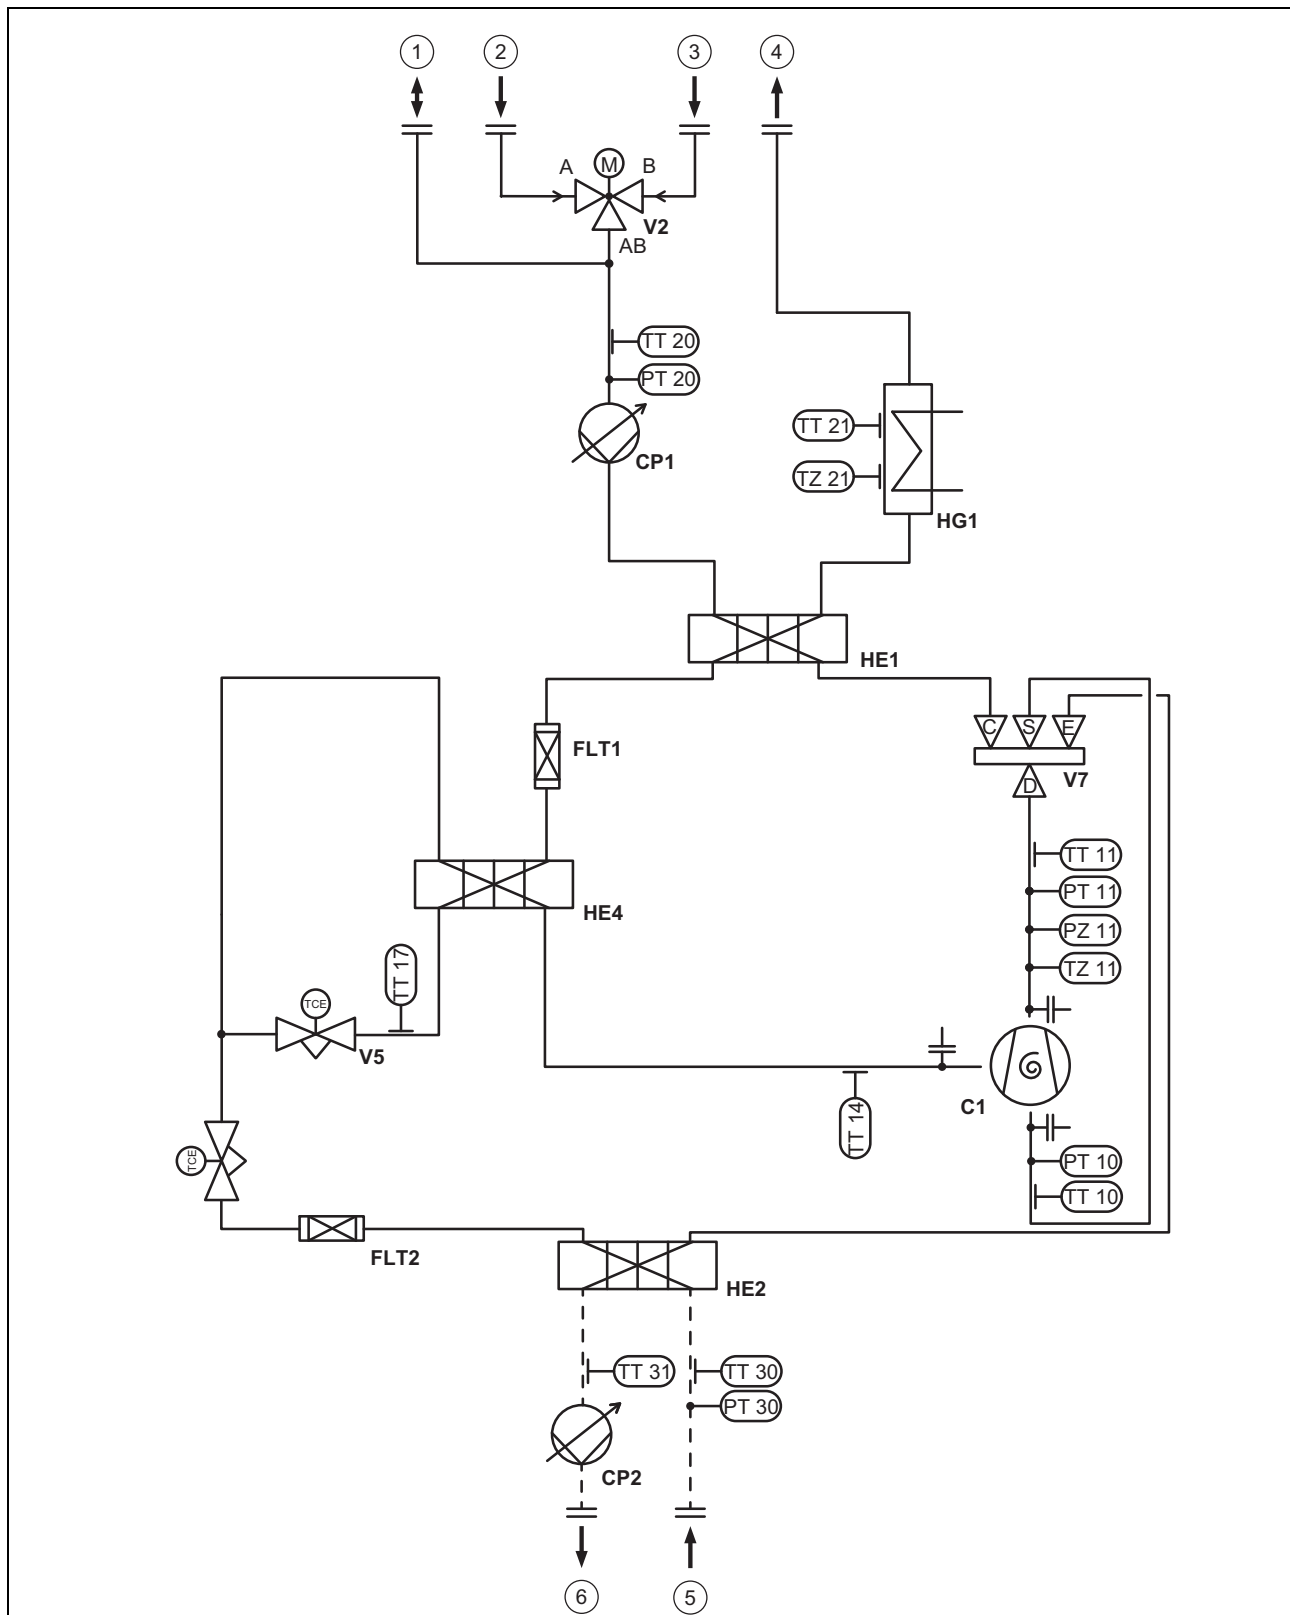 1 2 3 4
A M B
V2
AB
TT 20
PT 20
TT 21
CP1
TZ 21
HG1
HE1
C S E
FLT1
V7
D
TT 11
PT 11
HE4
PZ 11
TT 17
TZ 11
TCE
V5
C1
TT 14
TCE
PT 10
TT 10
FLT2
HE2
TT 31 TT 30
PT 30
CP2
6 5